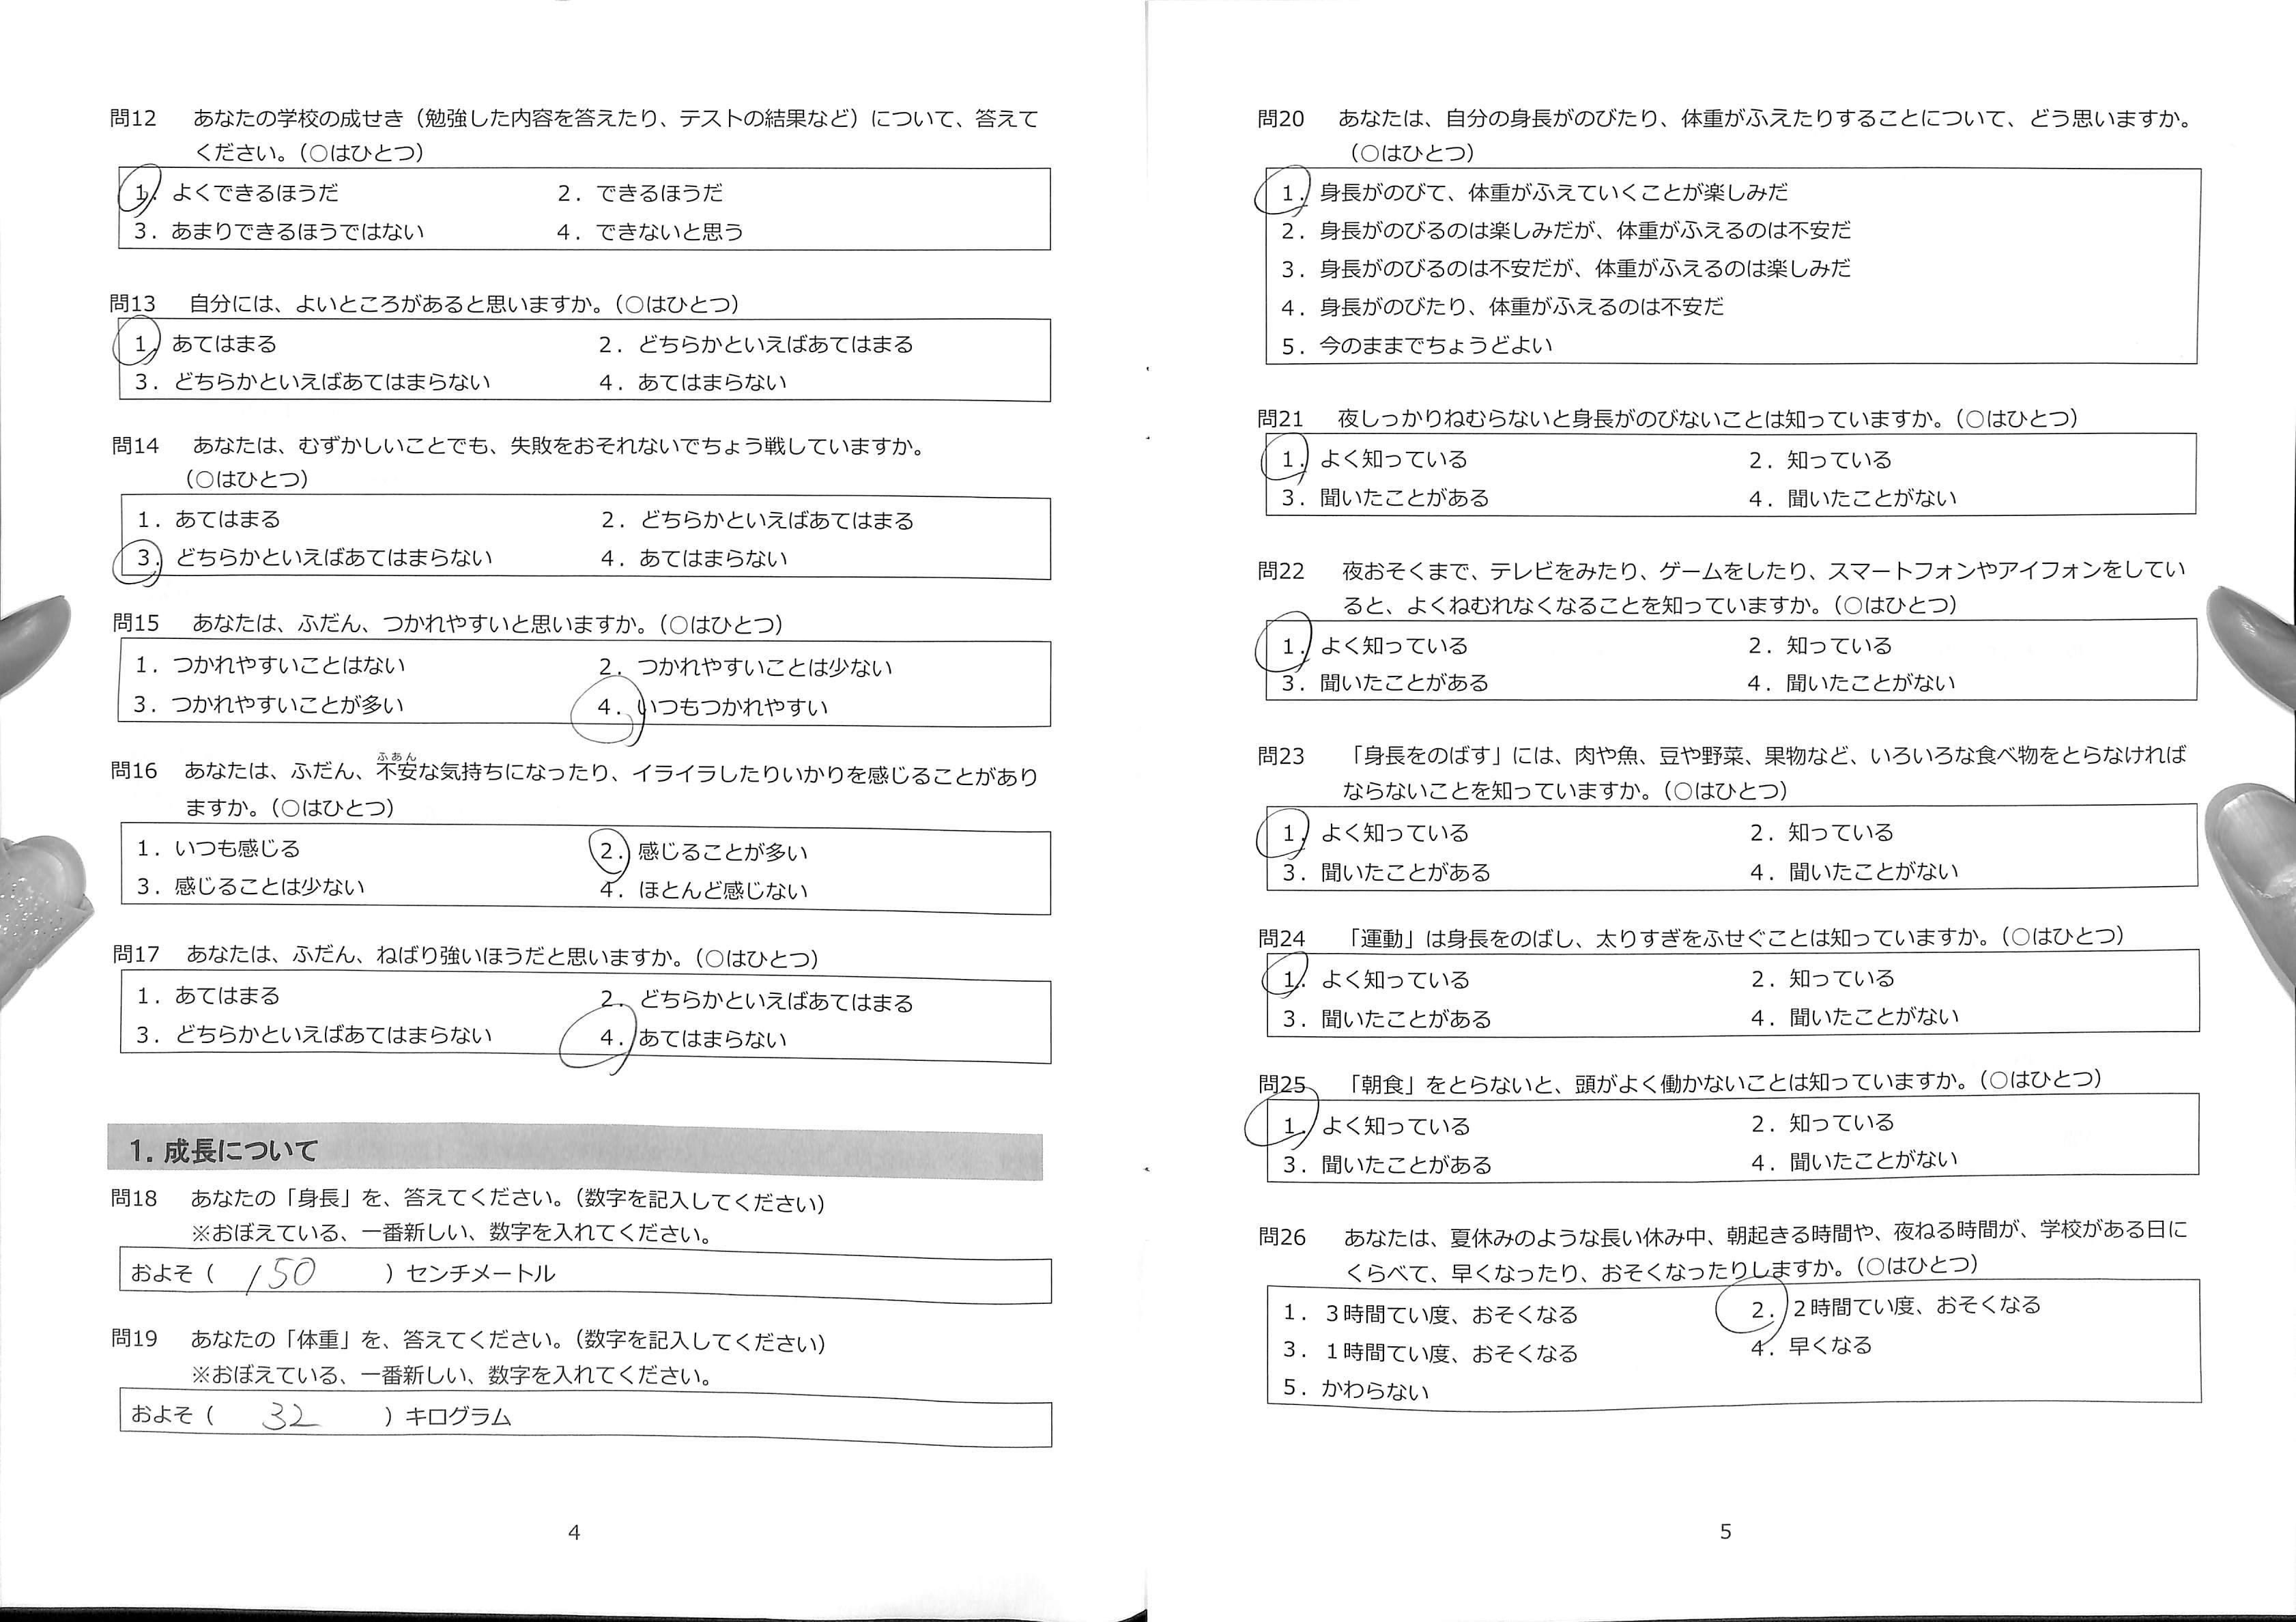 問12 あなたの学校の成せき（勉強した内容を答えたり、テストの結果など）について、答えて
ください。（○はひとつ）
1．よくできるほうだ 2．できるほうだ
3．あまりできるほうではない 4．できないと思う
問13 自分には、よいところがあると思いますか。（○はひとつ）
1．あてはまる 2．どちらかといえばあてはまる
3．どちらかといえばあてはまらない 4．あてはまらない
問14 あなたは、むずかしいことでも、失敗をおそれないでちょう戦していますか。
（○はひとつ）
1．あてはまる 2．どちらかといえばあてはまる
3．どちらかといえばあてはまらない 4．あてはまらない
問15 あなたは、ふだん、つかれやすいと思いますか。（○はひとつ）
1．つかれやすいことはない 2．つかれやすいことは少ない
3．つかれやすいことが多い 4．いつもつかれやすい
ふあん
問16 あなたは、ふだん、不安な気持ちになったり、イライラしたりいかりを感じることがあり
ますか。（○はひとつ）
1．いつも感じる 2．感じることが多い
3．感じることは少ない 4．ほとんど感じない
問17 あなたは、ふだん、ねばり強いほうだと思いますか。（○はひとつ）
1．あてはまる 2．どちらかといえばあてはまる
3．どちらかといえばあてはまらない 4．あてはまらない
1. 成長について
問18 あなたの「身長」を、答えてください。（数字を記入してください）
※おぼえている、一番新しい、数字を入れてください。
およそ（ 150 ）センチメートル
問19 あなたの「体重」を、答えてください。（数字を記入してください）
※おぼえている、一番新しい、数字を入れてください。
およそ（ 32 ）キログラム
4
問20 あなたは、自分の身長がのびたり、体重がふえたりすることについて、どう思いますか。
（○はひとつ）
1．身長がのびて、体重がふえていくことが楽しみだ
2．身長がのびるのは楽しみだが、体重がふえるのは不安だ
3．身長がのびるのは不安だが、体重がふえるのは楽しみだ
4．身長がのびたり、体重がふえるのは不安だ
5．今のままでちょうどよい
問21 夜しっかりねむらないと身長がのびないことは知っていますか。（○はひとつ）
1．よく知っている 2．知っている
3．聞いたことがある 4．聞いたことがない
問22 夜おそくまで、テレビをみたり、ゲームをしたり、スマートフォンやアイフォンをしてい
ると、よくねむれなくなることを知っていますか。（○はひとつ）
1．よく知っている 2．知っている
3．聞いたことがある 4．聞いたことがない
問23 「身長をのばす」には、肉や魚、豆や野菜、果物など、いろいろな食べ物をとらなければ
ならないことを知っていますか。（○はひとつ）
1．よく知っている 2．知っている
3．聞いたことがある 4．聞いたことがない
問24 「運動」は身長をのばし、太りすぎをふせぐことは知っていますか。（○はひとつ）
1．よく知っている 2．知っている
3．聞いたことがある 4．聞いたことがない
問25 「朝食」をとらないと、頭がよく働かないことは知っていますか。（○はひとつ）
1．よく知っている 2．知っている
3．聞いたことがある 4．聞いたことがない
問26 あなたは、夏休みのような長い休み中、朝起きる時間や、夜ねる時間が、学校がある日に
くらべて、早くなったり、おそくなったりしますか。（○はひとつ）
1．3時間てい度、おそくなる 2．2時間てい度、おそくなる
3．1時間てい度、おそくなる 4．早くなる
5．かわらない
5